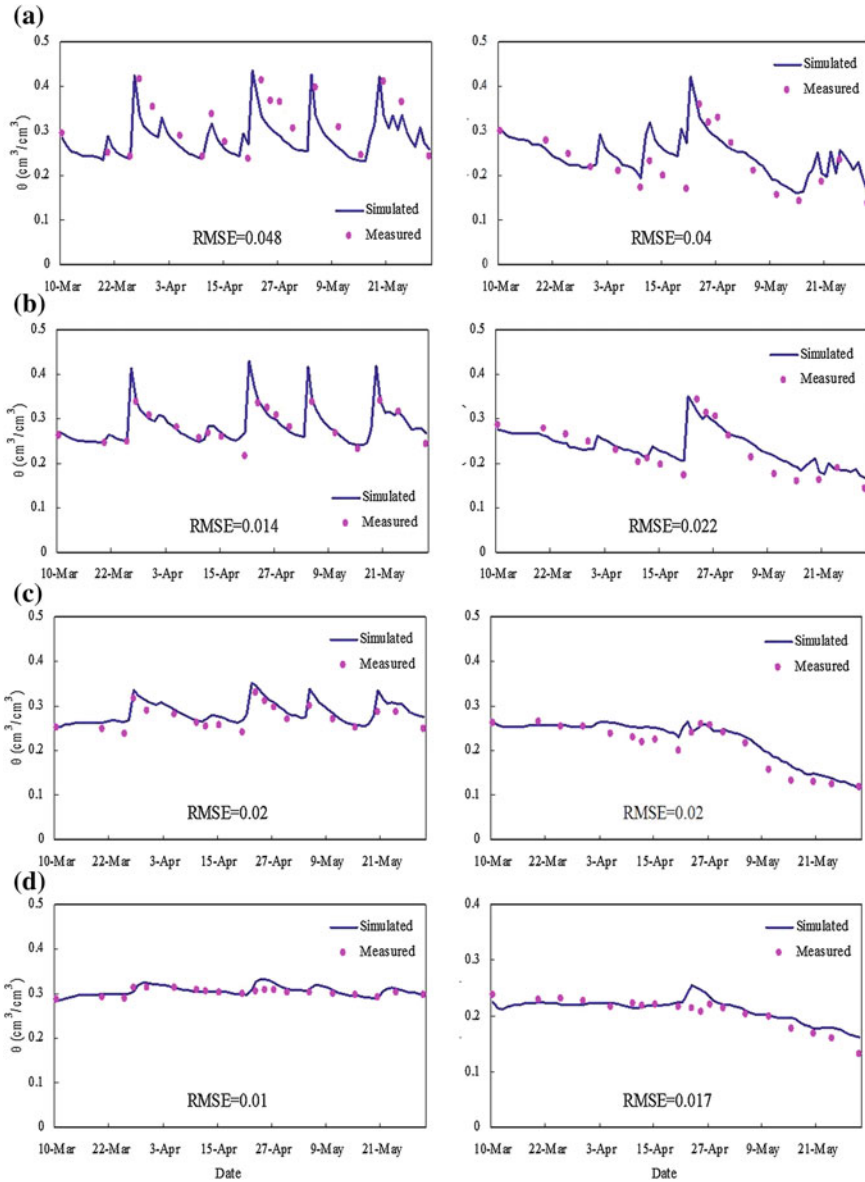 (a)
0.5
0.4
0.3
0.2
0.1
0
θ (cm³/cm³)
Simulated
Measured
RMSE=0.048
10-Mar 22-Mar 3-Apr 15-Apr 27-Apr 9-May 21-May
0.5
0.4
0.3
0.2
0.1
0
Simulated
Measured
RMSE=0.04
10-Mar 22-Mar 3-Apr 15-Apr 27-Apr 9-May 21-May
(b)
0.5
0.4
0.3
0.2
0.1
0
θ (cm³/cm³)
Simulated
Measured
RMSE=0.014
10-Mar 22-Mar 3-Apr 15-Apr 27-Apr 9-May 21-May
0.5
0.4
0.3
0.2
0.1
0
Simulated
Measured
RMSE=0.022
10-Mar 22-Mar 3-Apr 15-Apr 27-Apr 9-May 21-May
(c)
0.5
0.4
0.3
0.2
0.1
0
θ (cm³/cm³)
Simulated
Measured
RMSE=0.02
10-Mar 22-Mar 3-Apr 15-Apr 27-Apr 9-May 21-May
0.5
0.4
0.3
0.2
0.1
0
Simulated
Measured
RMSE=0.02
10-Mar 22-Mar 3-Apr 15-Apr 27-Apr 9-May 21-May
(d)
0.5
0.4
0.3
0.2
0.1
0
θ (cm³/cm³)
Simulated
Measured
RMSE=0.01
10-Mar 22-Mar 3-Apr 15-Apr 27-Apr 9-May 21-May
Date
0.4
0.3
0.2
0.1
0
Simulated
Measured
RMSE=0.017
10-Mar 22-Mar 3-Apr 15-Apr 27-Apr 9-May 21-May
Date